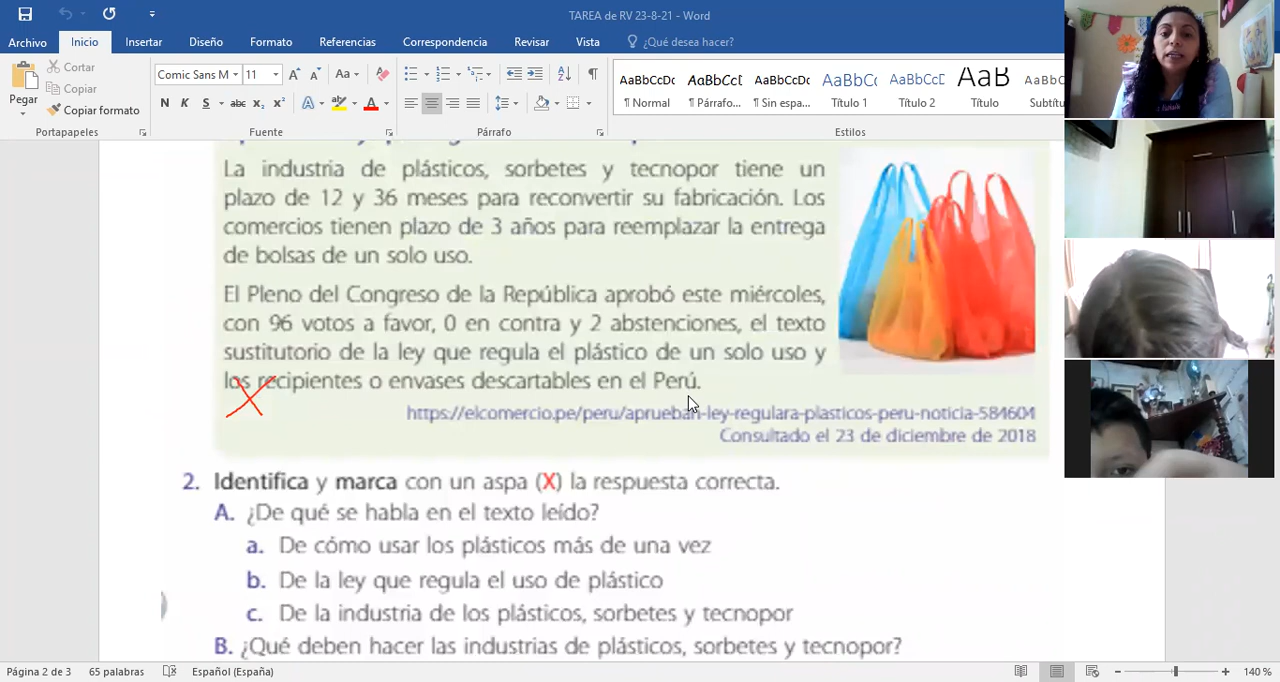 TAREA de RV 23-8-21 - Word
Archivo Inicio Insertar Diseño Formato Referencias Correspondencia Revisar Vista ¿Qué desea hacer?
Pegar
Cortar
Copiar
Copiar formato
Portapapeles
Comic Sans M 11
N K S abc x₂ x²
Fuente
Párrafo
AaBbCcDc AaBbCcD AaBbCcDc AaBbC AaBbCcD AaB AaBbC
¶ Normal ¶ Párrafo... ¶ Sin espa... Título 1 Título 2 Título Subtítu
Estilos
La industria de plásticos, sorbetes y tecnopor tiene un
plazo de 12 y 36 meses para reconvertir su fabricación. Los
comercios tienen plazo de 3 años para reemplazar la entrega
de bolsas de un solo uso.
El Pleno del Congreso de la República aprobó este miércoles,
con 96 votos a favor, 0 en contra y 2 abstenciones, el texto
sustitutorio de la ley que regula el plástico de un solo uso y
los recipientes o envases descartables en el Perú.
https://elcomercio.pe/peru/aprueban-ley-regulara-plasticos-peru-noticia-584604
Consultado el 23 de diciembre de 2018
2. Identifica y marca con un aspa (X) la respuesta correcta.
A. ¿De qué se habla en el texto leído?
a. De cómo usar los plásticos más de una vez
b. De la ley que regula el uso de plástico
c. De la industria de los plásticos, sorbetes y tecnopor
B. ¿Qué deben hacer las industrias de plásticos, sorbetes y tecnopor?
Página 2 de 3 65 palabras Español (España) 140 %